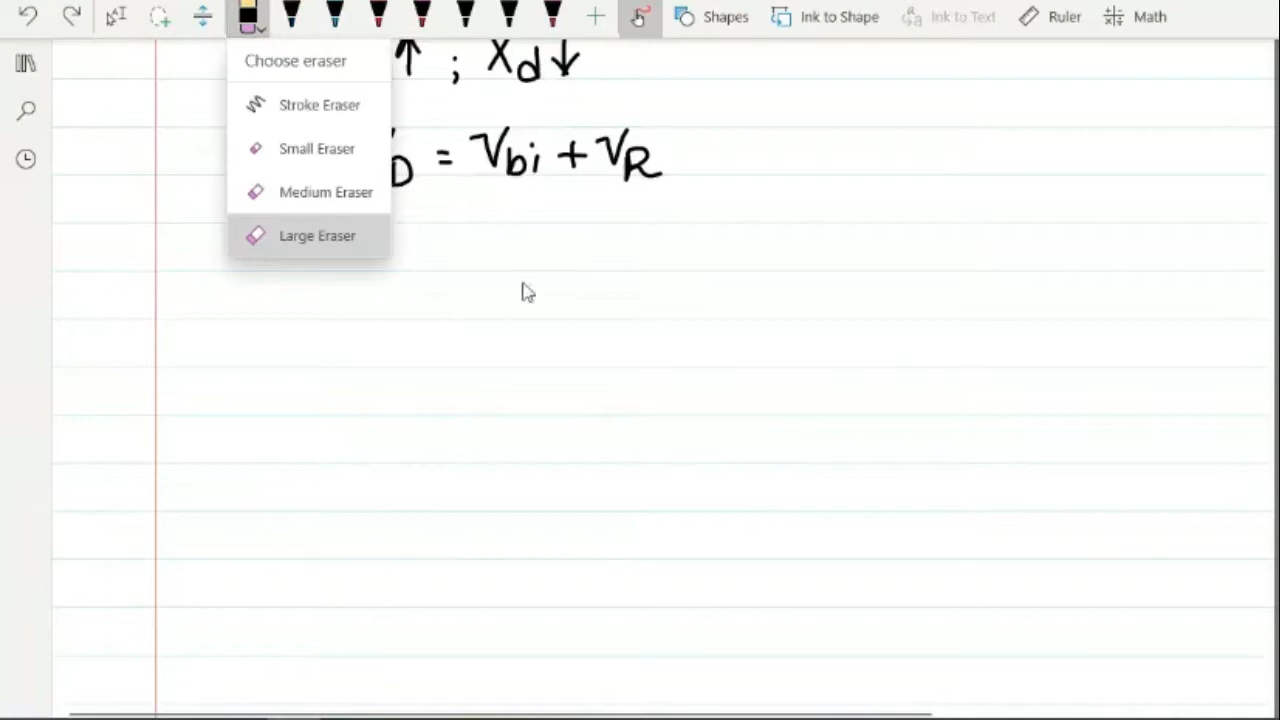 Shapes Ink to Shape Ink to Text Ruler Math
Choose eraser
Stroke Eraser
Small Eraser
Medium Eraser
Large Eraser
↑ ; Xd↓
D = Vbi + VR